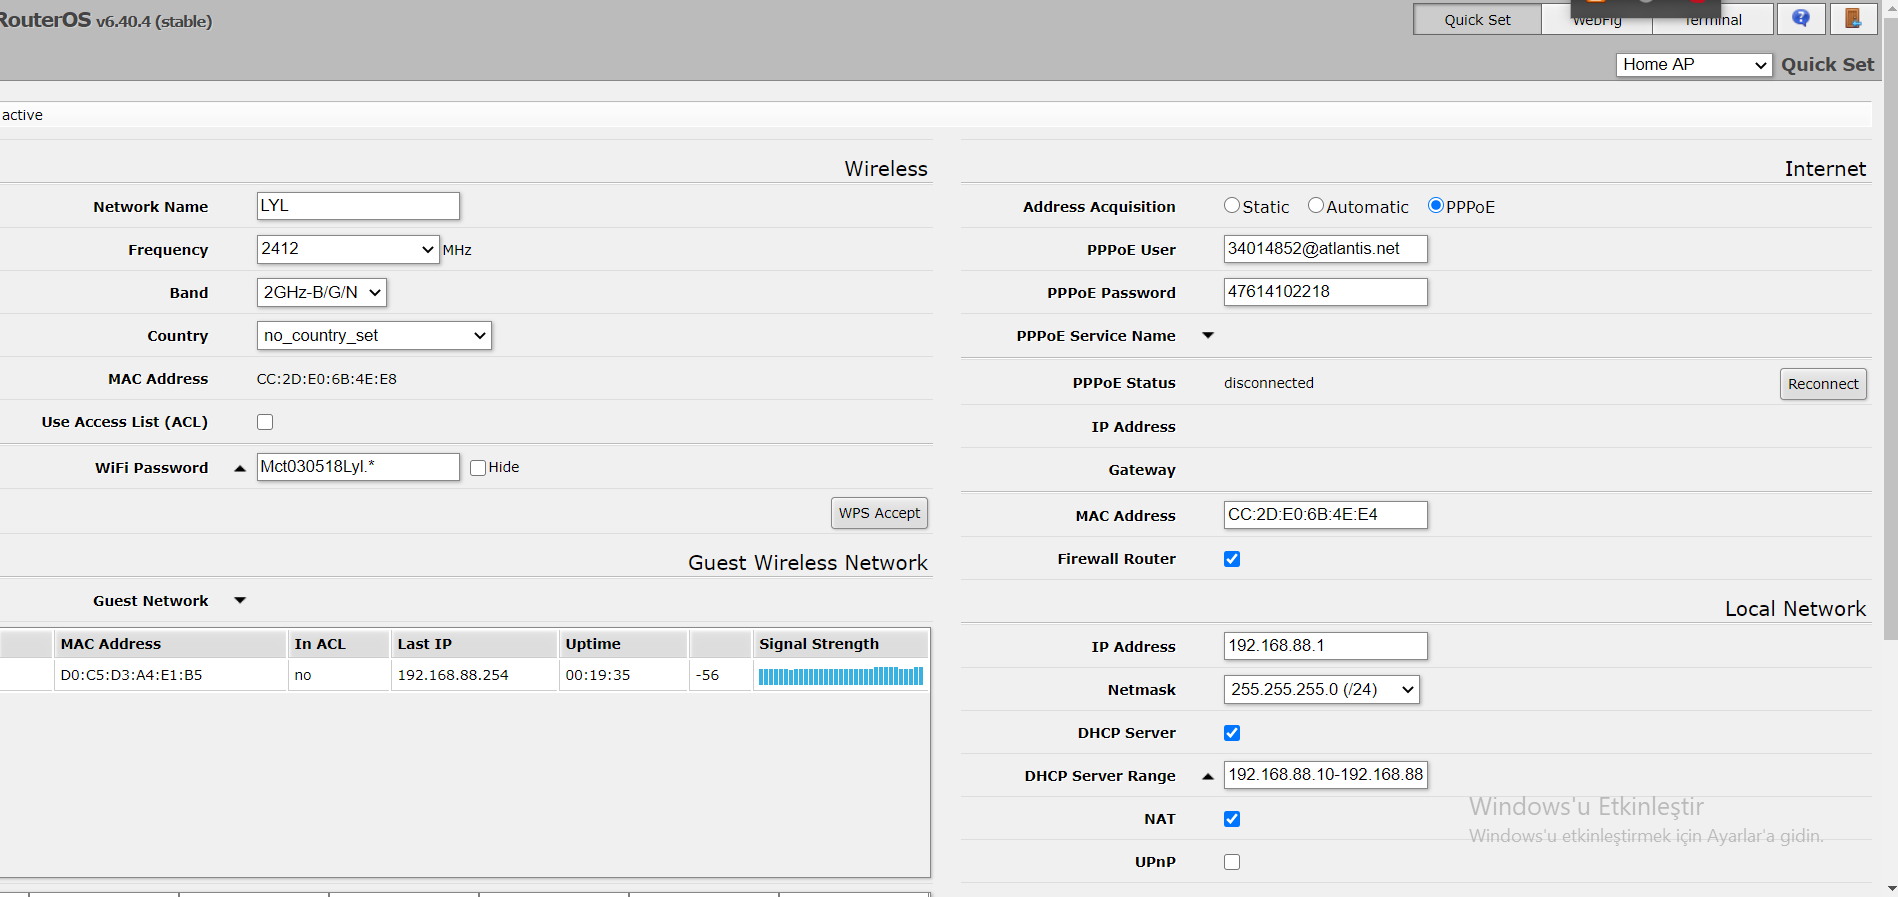 RouterOS v6.40.4 (stable)
Quick Set WebFig Terminal
Home AP Quick Set
active
Wireless
Network Name LYL
Frequency 2412 MHz
Band 2GHz-B/G/N
Country no_country_set
MAC Address CC:2D:E0:6B:4E:E8
Use Access List (ACL)
WiFi Password Mct030518Lyl.* Hide
WPS Accept
Guest Wireless Network
Guest Network
MAC Address In ACL Last IP Uptime Signal Strength
D0:C5:D3:A4:E1:B5 no 192.168.88.254 00:19:35 -56
Internet
Address Acquisition Static Automatic PPPoE
PPPoE User 34014852@atlantis.net
PPPoE Password 47614102218
PPPoE Service Name
PPPoE Status disconnected Reconnect
IP Address
Gateway
MAC Address CC:2D:E0:6B:4E:E4
Firewall Router
Local Network
IP Address 192.168.88.1
Netmask 255.255.255.0 (/24)
DHCP Server
DHCP Server Range 192.168.88.10-192.168.88
NAT
UPnP
Windows'u Etkinleştir
Windows'u etkinleştirmek için Ayarlar'a gidin.